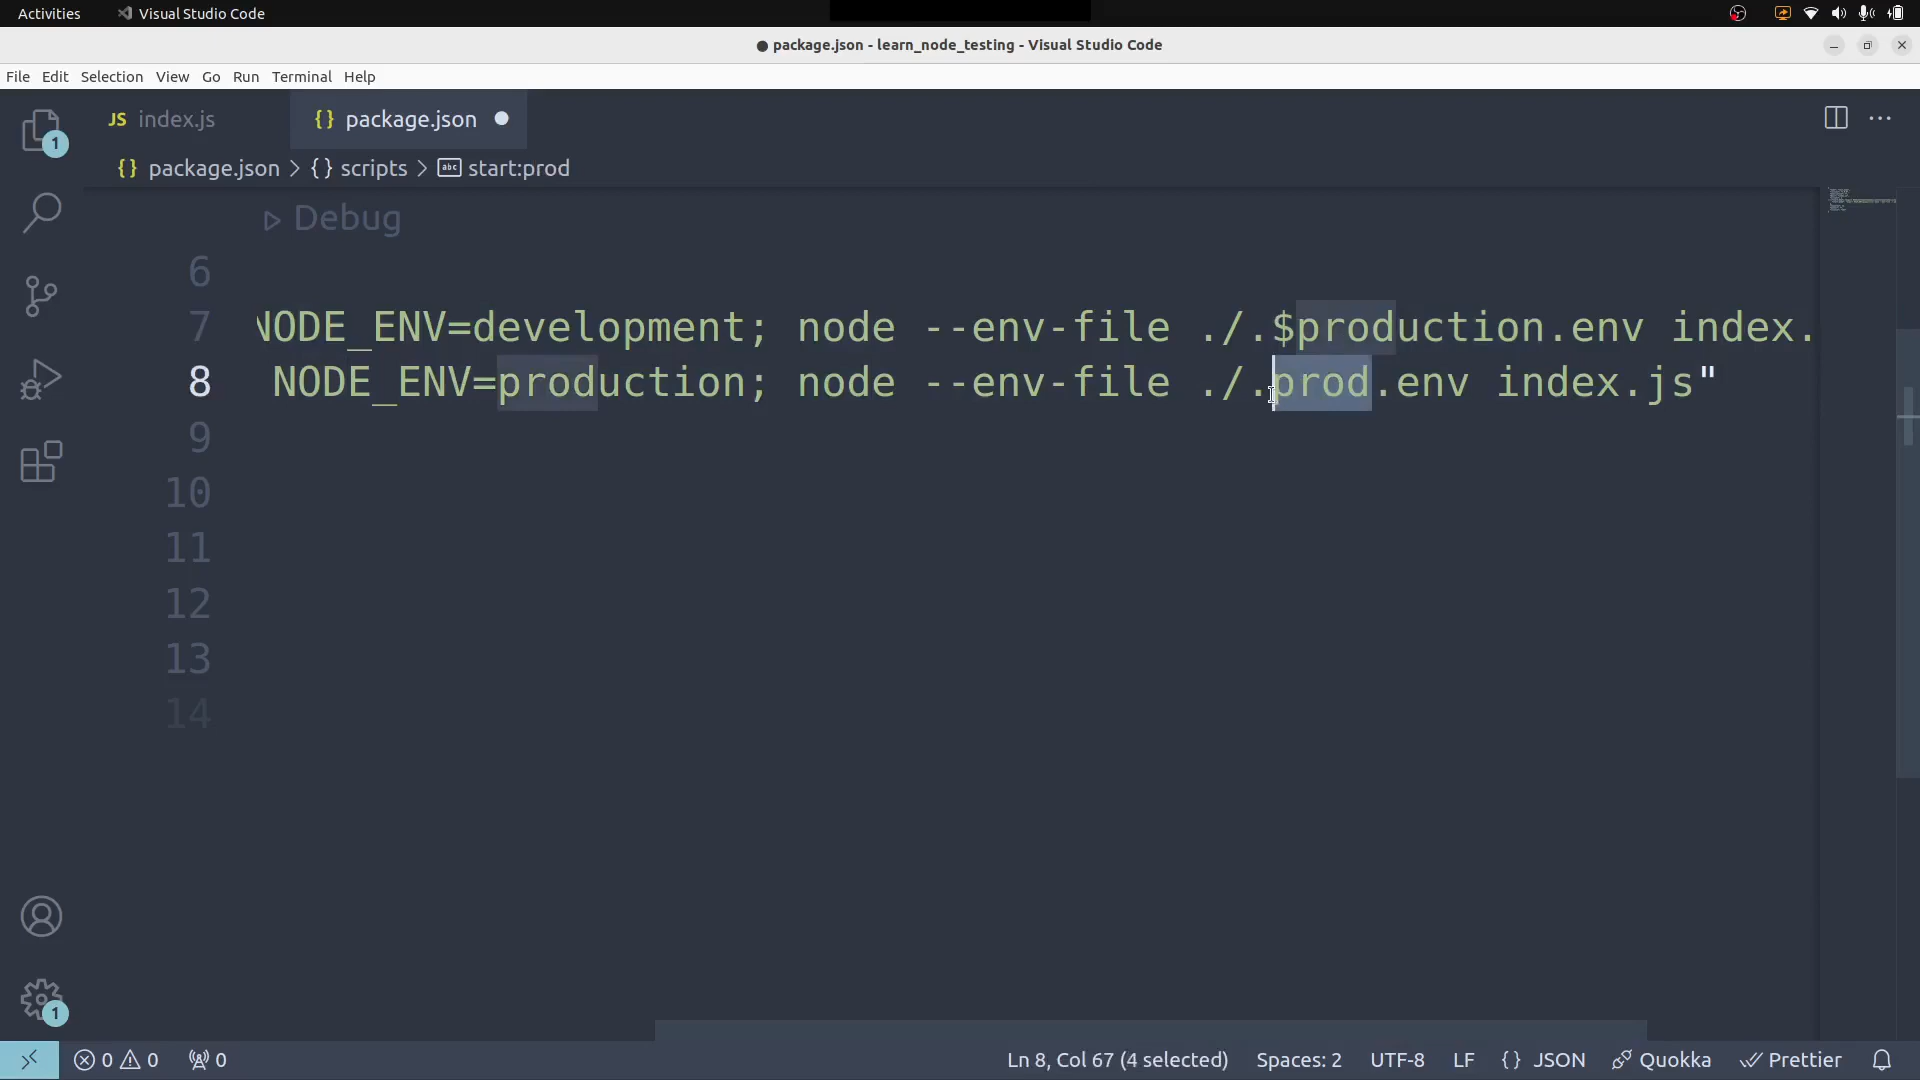 Activities
Visual Studio Code
package.json - learn_node_testing - Visual Studio Code
File Edit Selection View Go Run Terminal Help
JS index.js
{} package.json
{} package.json > {} scripts > abc start:prod
Debug
6
7 NODE_ENV=development; node --env-file ./.$production.env index.
8 NODE_ENV=production; node --env-file ./.prod.env index.js"
9
10
11
12
13
14
1
1
0 0 0
Ln 8, Col 67 (4 selected) Spaces: 2 UTF-8 LF {} JSON Quokka Prettier